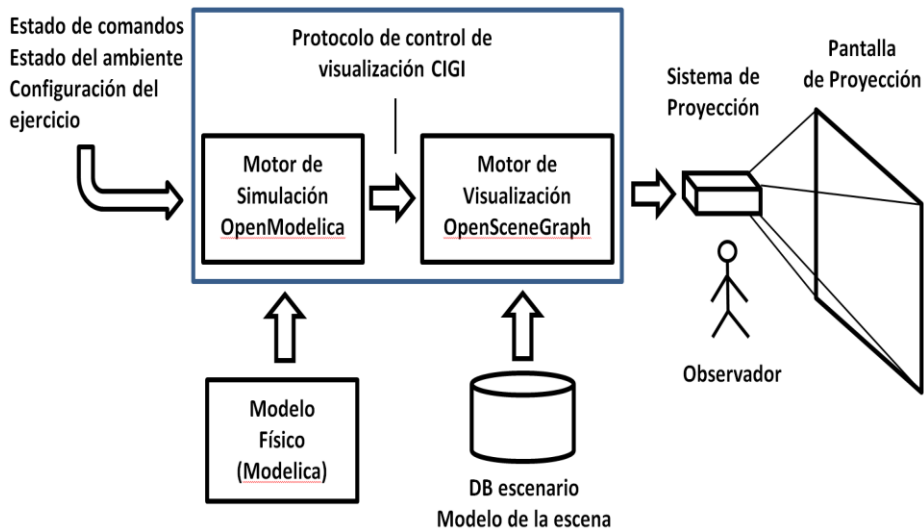 Estado de comandos
Estado del ambiente
Configuración del
ejercicio
Protocolo de control de
visualización CIGI
Motor de
Simulación
OpenModelica
Motor de
Visualización
OpenSceneGraph
Sistema de
Proyección
Pantalla
de Proyección
Observador
Modelo
Físico
(Modelica)
DB escenario
Modelo de la escena